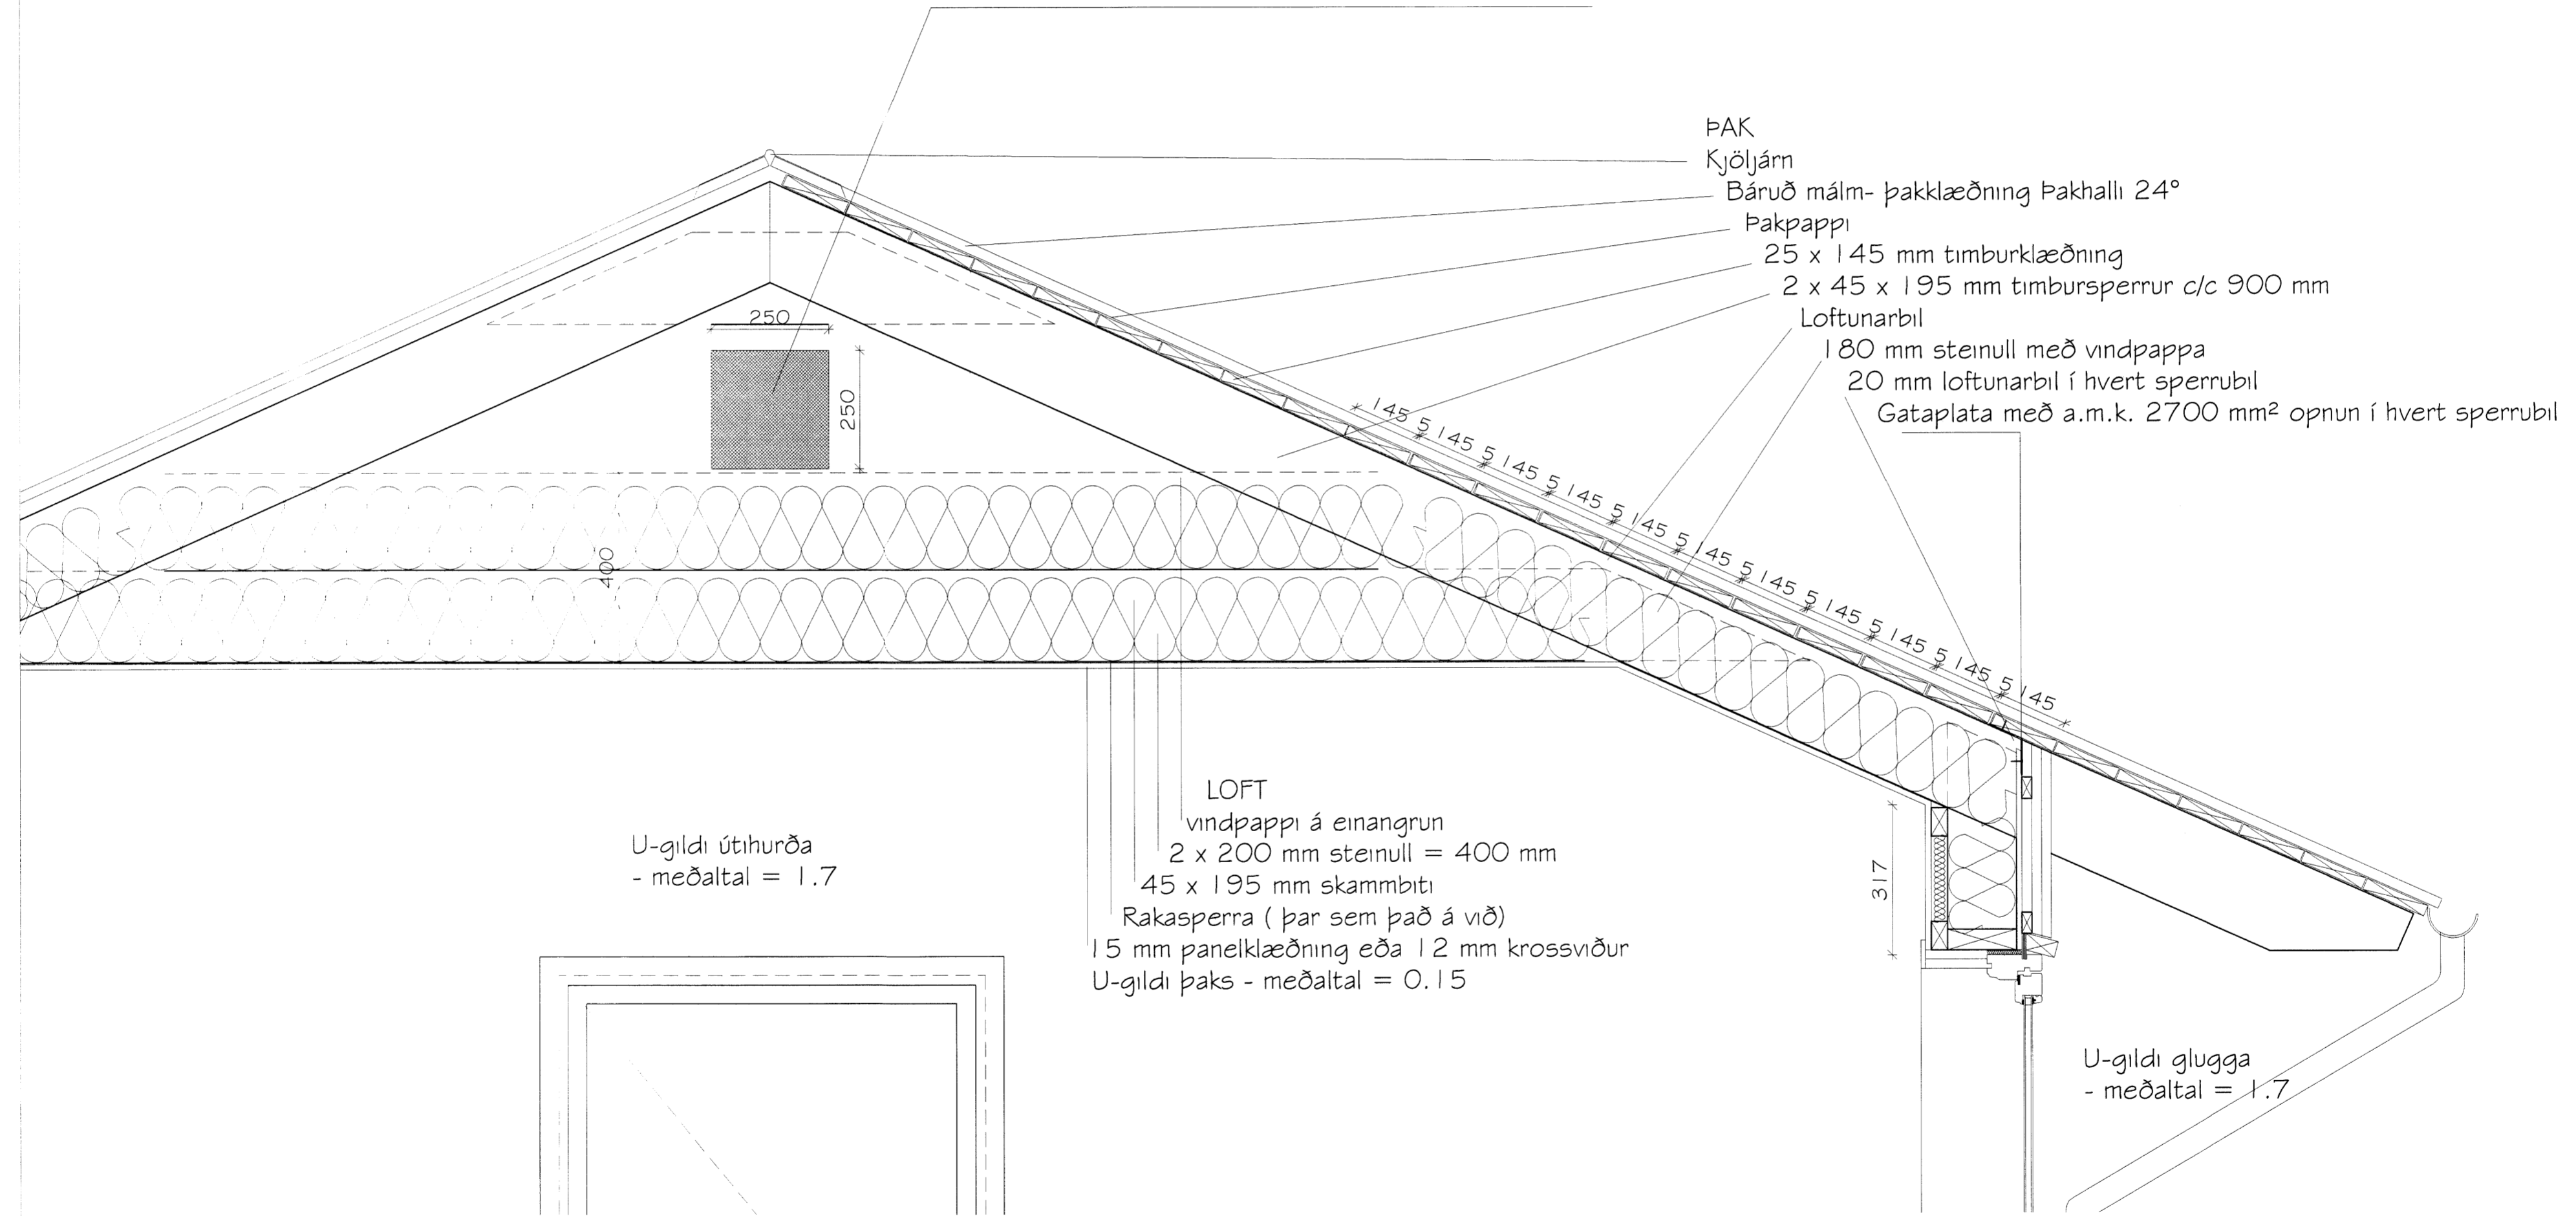 ÞAK
Kjöljárn
Báruð málm- þakklæðning Þakhalli 24°
Þakpappi
25 x 145 mm timburklæðning
2 x 45 x 195 mm timbursperrur c/c 900 mm
Loftunarbil
180 mm steinull með vindpappa
20 mm loftunarbil í hvert sperrubil
Gataplata með a.m.k. 2700 mm² opnun í hvert sperrubil
250
250
145 5 145 5 145 5 145 5 145 5 145 5 145 5 145 5 145 5 145 5 145
400
LOFT
vindpappi á einangrun
2 x 200 mm steinull = 400 mm
45 x 195 mm skammbiti
Rakasperra ( þar sem það á við)
15 mm panelklæðning eða 12 mm krossviður
U-gildi þaks - meðaltal = 0.15
U-gildi útihurða
- meðaltal = 1.7
317
U-gildi glugga
- meðaltal = 1.7